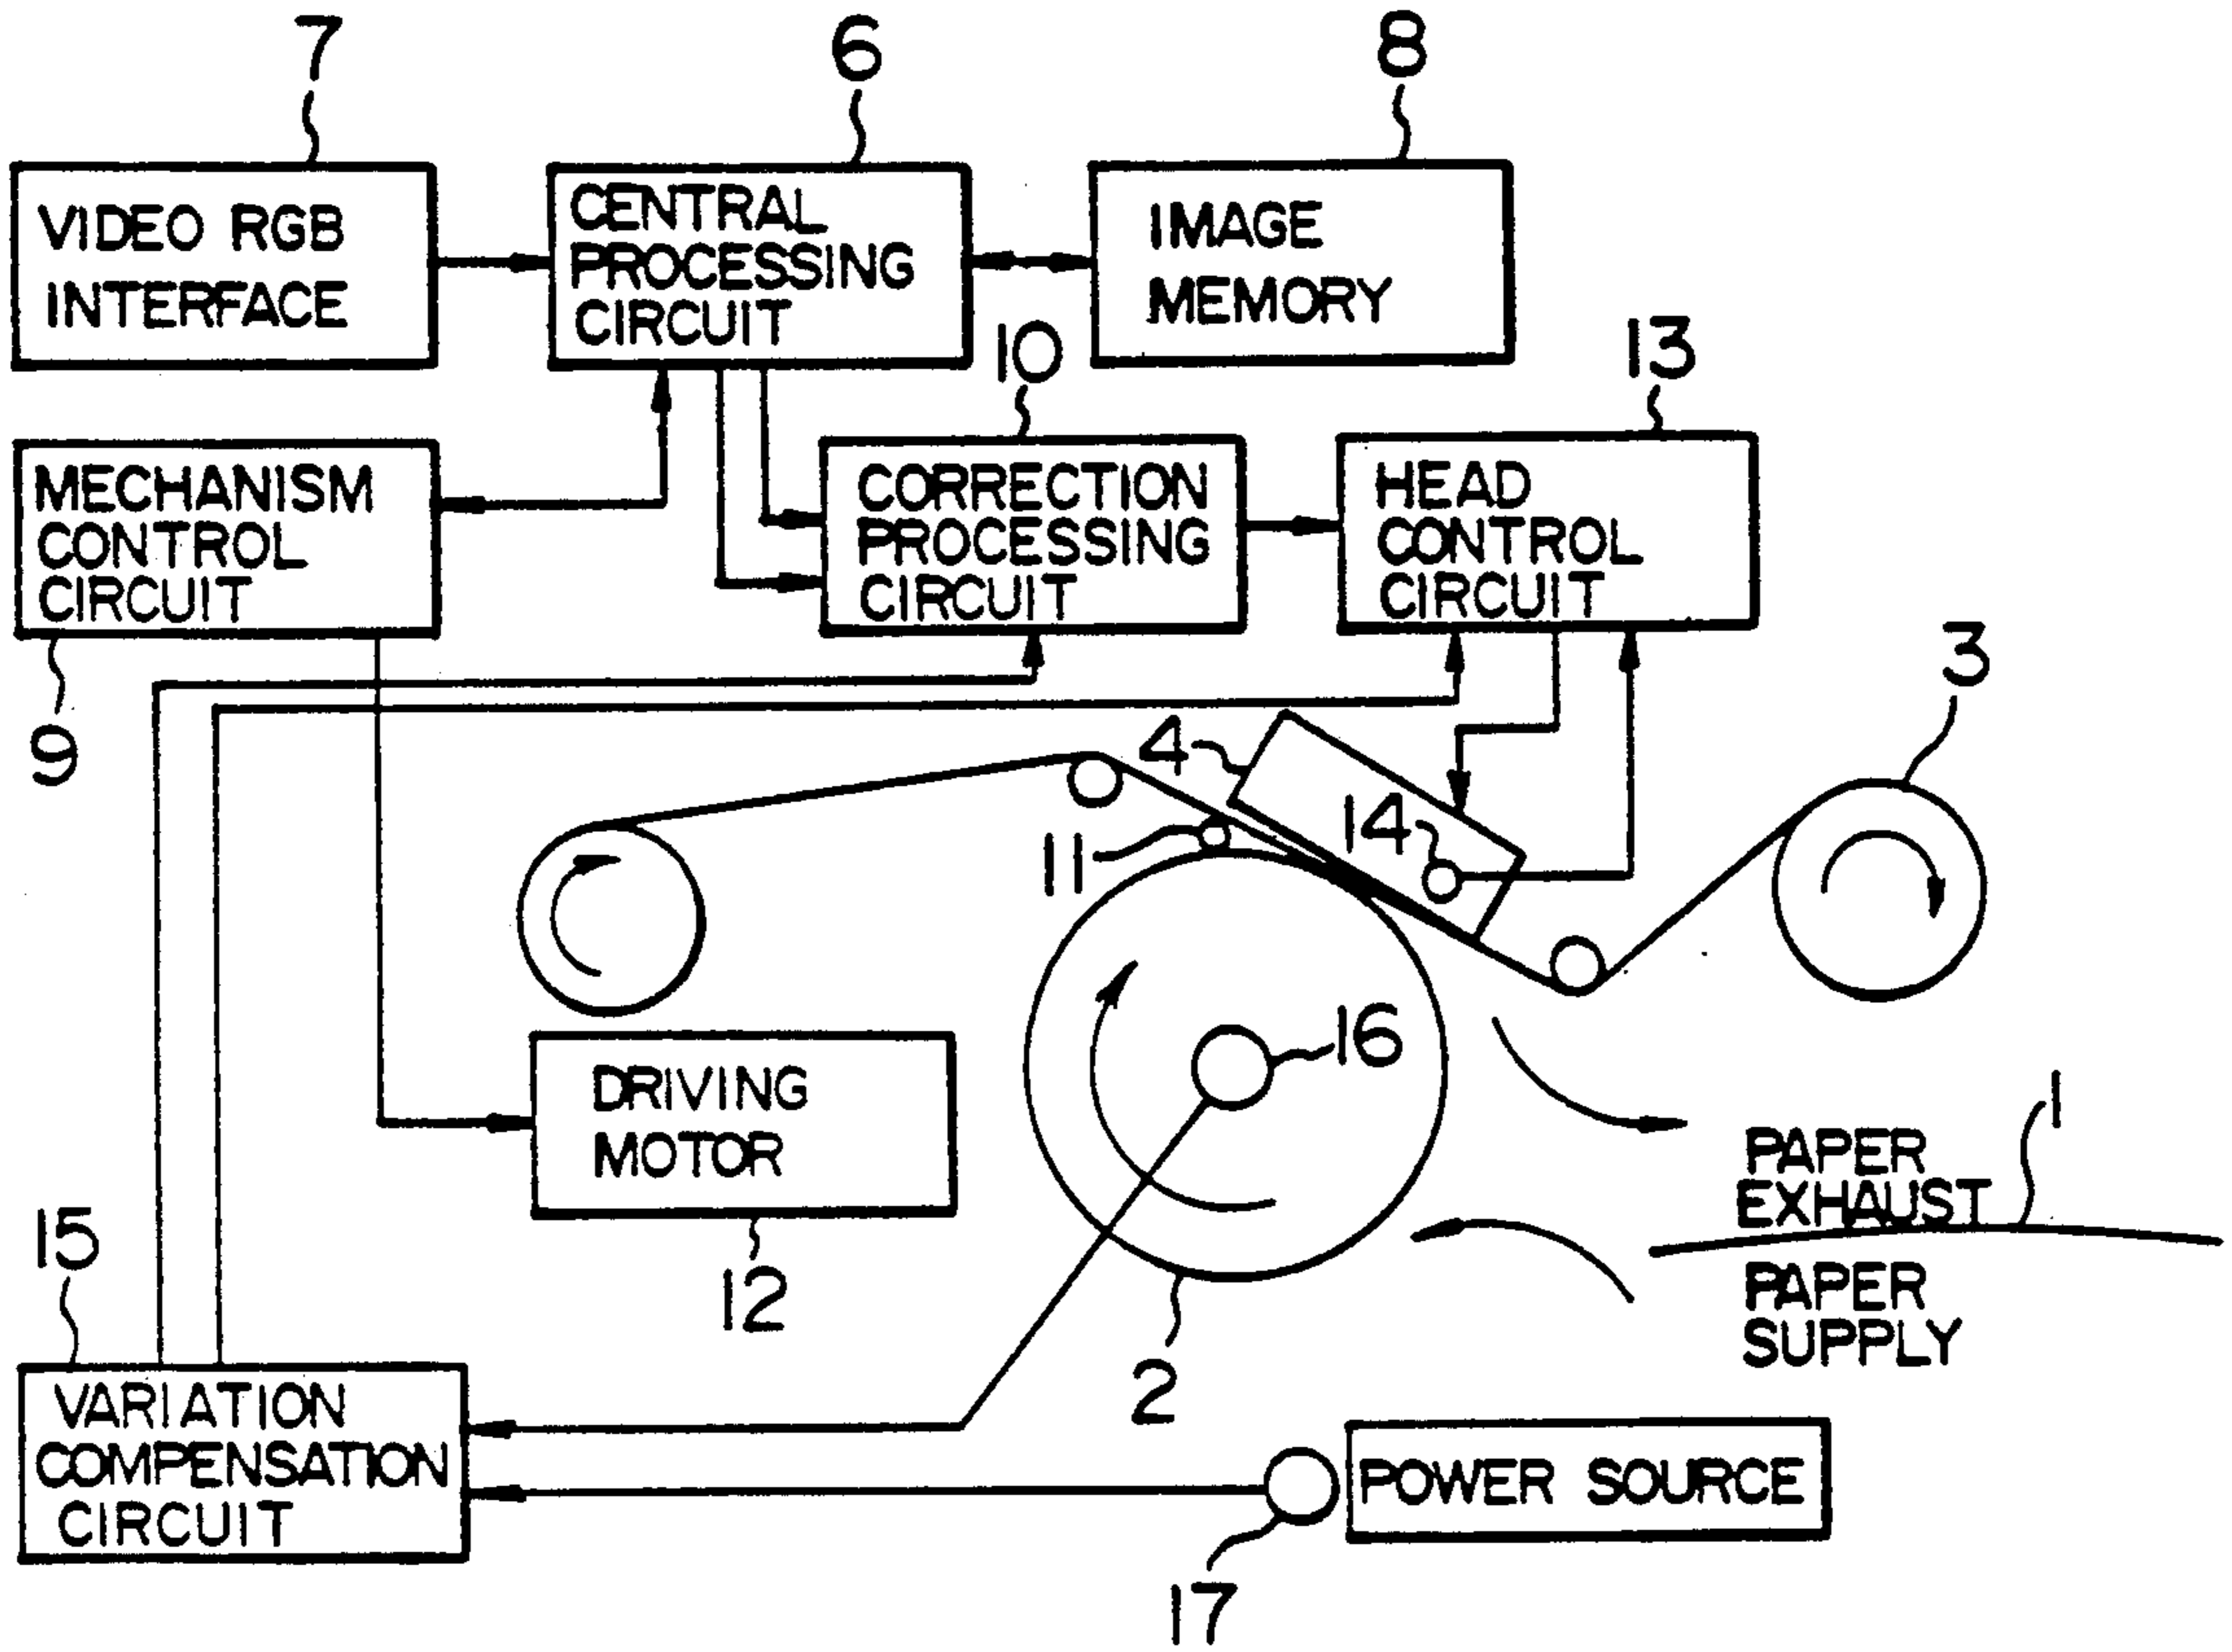 7
6
8
VIDEO RGB
INTERFACE
CENTRAL
PROCESSING
CIRCUIT
IMAGE
MEMORY
10
13
MECHANISM
CONTROL
CIRCUIT
CORRECTION
PROCESSING
CIRCUIT
HEAD
CONTROL
CIRCUIT
9
3
4
14
11
16
DRIVING
MOTOR
1
PAPER
EXHAUST
PAPER
SUPPLY
15
12
2
VARIATION
COMPENSATION
CIRCUIT
POWER SOURCE
17